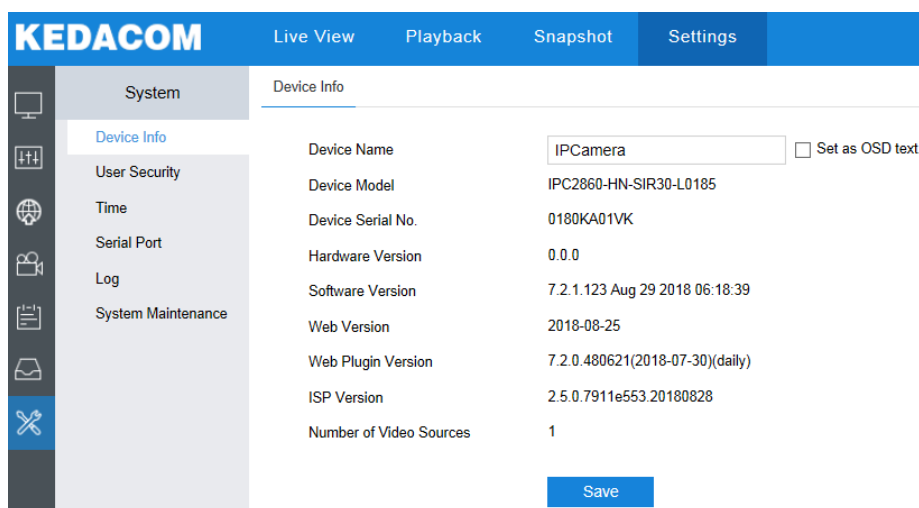 KEDACOM Live View Playback Snapshot Settings
System
Device Info
User Security
Time
Serial Port
Log
System Maintenance
Device Info
Device Name IPCamera Set as OSD text
Device Model IPC2860-HN-SIR30-L0185
Device Serial No. 0180KA01VK
Hardware Version 0.0.0
Software Version 7.2.1.123 Aug 29 2018 06:18:39
Web Version 2018-08-25
Web Plugin Version 7.2.0.480621(2018-07-30)(daily)
ISP Version 2.5.0.7911e553.20180828
Number of Video Sources 1
Save